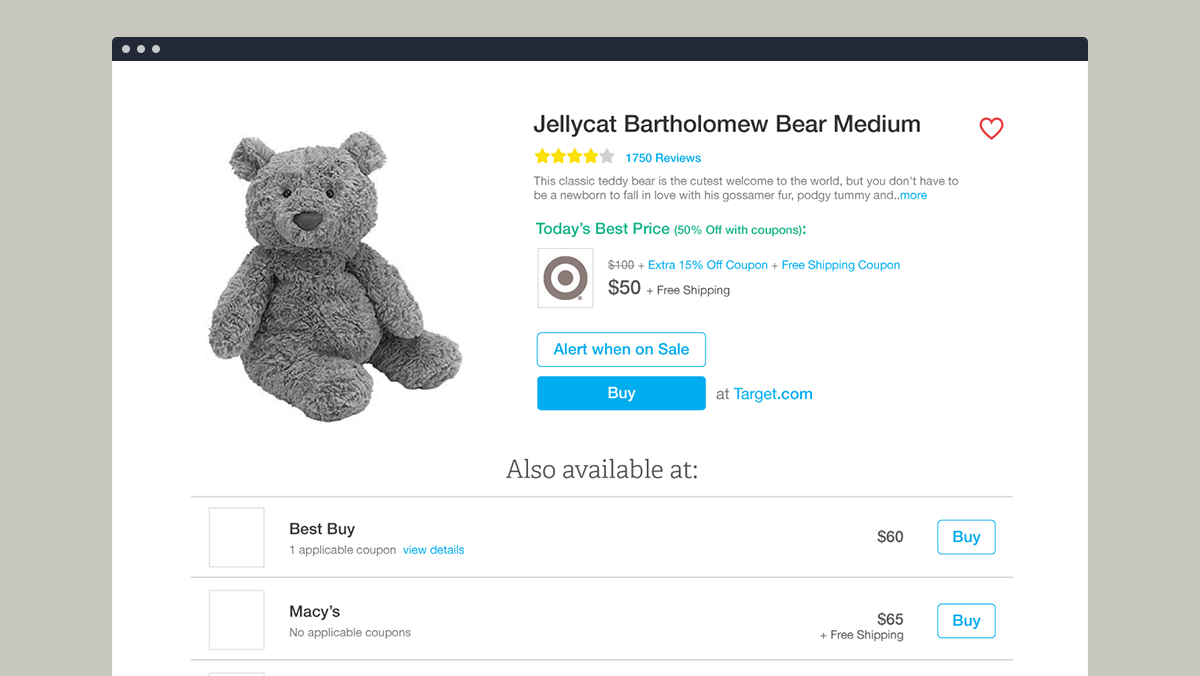 Jellycat Bartholomew Bear Medium
1750 Reviews
This classic teddy bear is the cutest welcome to the world, but you don't have to
be a newborn to fall in love with his gossamer fur, podgy tummy and..more
Today's Best Price (50% Off with coupons):
$100 + Extra 15% Off Coupon + Free Shipping Coupon
$50 + Free Shipping
Alert when on Sale
Buy at Target.com
Also available at:
Best Buy
1 applicable coupon view details
$60
Buy
Macy's
No applicable coupons
$65
+ Free Shipping
Buy